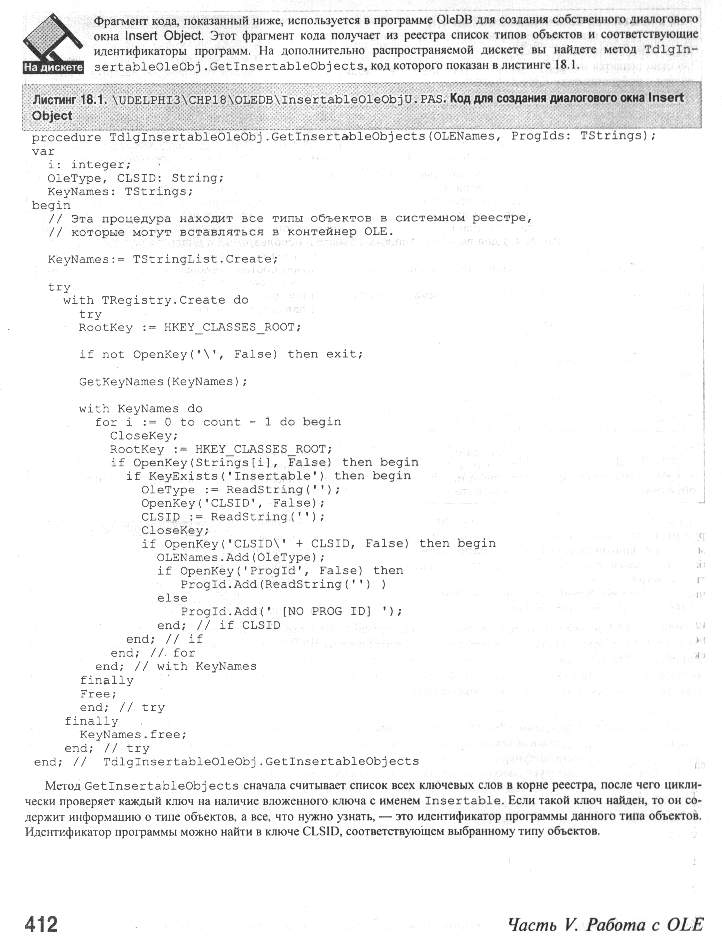 Фрагмент кода, показанный ниже, используется в программе OleDB для создания собственного диалогового
окна Insert Object. Этот фрагмент кода получает из реестра список типов объектов и соответствующие
идентификаторы программ. На дополнительно распространяемой дискете вы найдете метод TdlgIn-
На дискете
sertableOleObj.GetInsertableObjects, код которого показан в листинге 18.1.
Листинг 18.1. \UDELPHI3\CHP18\OLEDB\InsertableOleObjU.PAS. Код для создания диалогового окна Insert
Object
procedure TdlgInsertableOleObj.GetInsertableObjects(OLENames, ProgIds: TStrings);
var
i: integer;
OleType, CLSID: String;
KeyNames: TStrings;
begin
// Эта процедура находит все типы объектов в системном реестре,
// которые могут вставляться в контейнер OLE.
KeyNames:= TStringList.Create;
try
with TRegistry.Create do
try
RootKey := HKEY_CLASSES_ROOT;
if not OpenKey('\', False) then exit;
GetKeyNames(KeyNames);
with KeyNames do
for i := 0 to count - 1 do begin
CloseKey;
RootKey := HKEY_CLASSES_ROOT;
if OpenKey(Strings[i], False) then begin
if KeyExists('Insertable') then begin
OleType := ReadString('');
OpenKey('CLSID', False);
CLSID := ReadString('');
CloseKey;
if OpenKey('CLSID\' + CLSID, False) then begin
OLENames.Add(OleType);
if OpenKey('ProgId', False) then
ProgId.Add(ReadString('') )
else
ProgId.Add(' [NO PROG ID] ');
end; // if CLSID
end; // if
end; // for
end; // with KeyNames
finally
Free;
end; // try
finally
KeyNames.free;
end; // try
end; // TdlgInsertableOleObj.GetInsertableObjects
Метод GetInsertableObjects сначала считывает список всех ключевых слов в корне реестра, после чего цикли-
чески проверяет каждый ключ на наличие вложенного ключа с именем Insertable. Если такой ключ найден, то он со-
держит информацию о типе объектов, а все, что нужно узнать, — это идентификатор программы данного типа объектов.
Идентификатор программы можно найти в ключе CLSID, соответствующем выбранному типу объектов.
412
Часть V. Работа с OLE